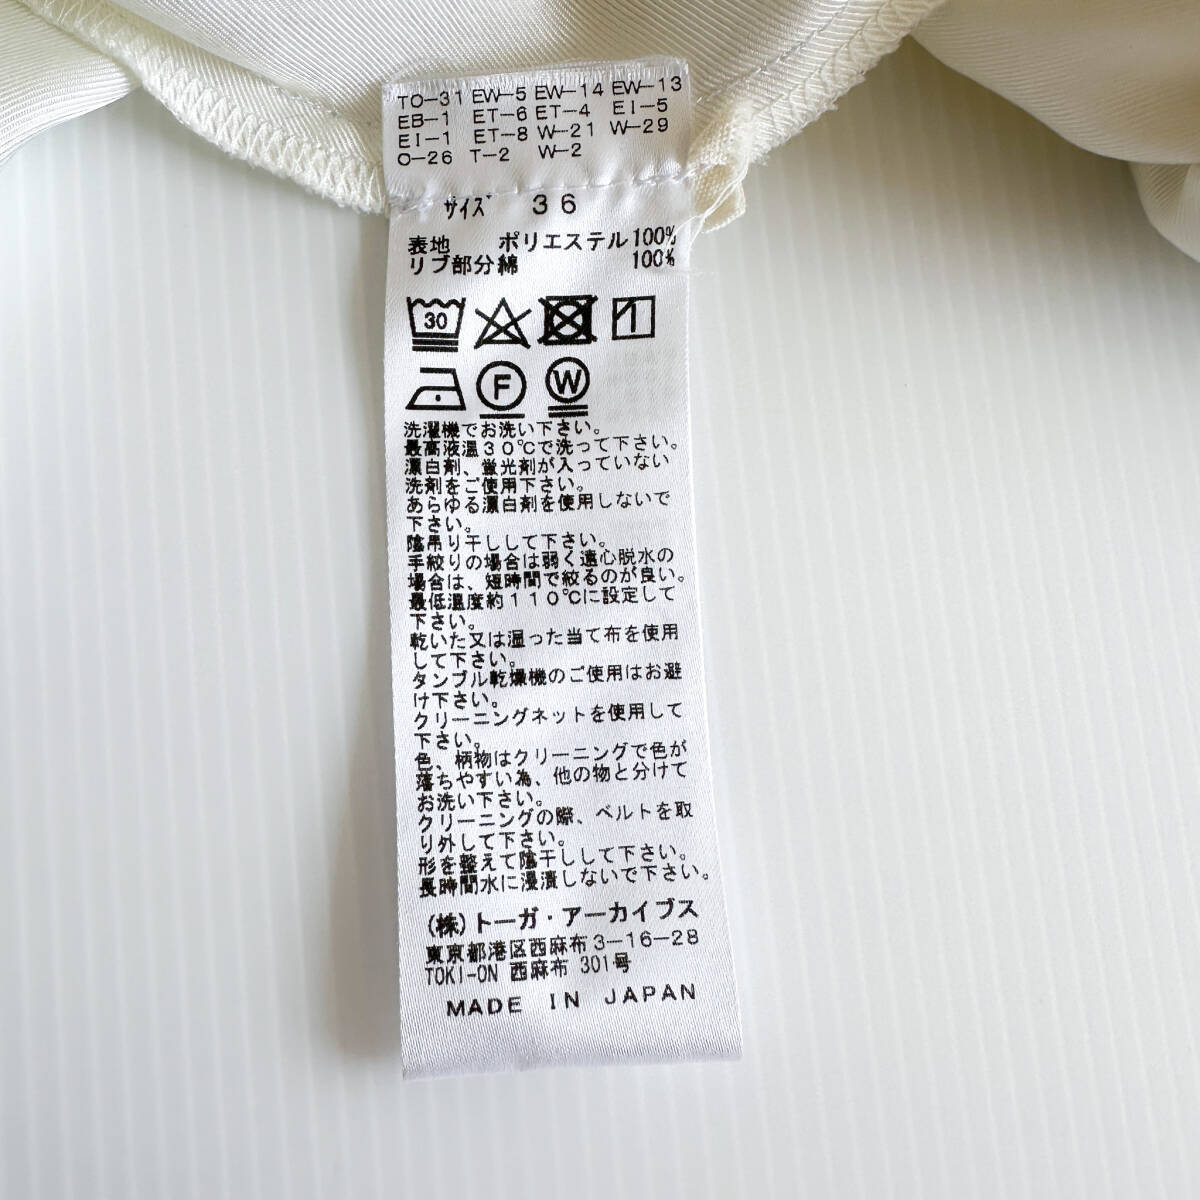 TO-31 EW-5 EW-14 EW-13
EB-1 ET-6 ET-4 EI-5
EI-1 ET-8 W-21 W-29
O-26 T-2 W-2
サイズ 36
表地 ポリエステル100%
リブ部分綿 100%
30
F W
洗濯機でお洗い下さい。
最高液温30℃で洗って下さい。
漂白剤、蛍光剤が入っていない
洗剤をご使用下さい。
あらゆる漂白剤を使用しないで
下さい。
陰吊り干しして下さい。
手絞りの場合は弱く遠心脱水の
場合は、短時間で絞るのが良い。
最低温度約110℃に設定して
下さい。
乾いた又は湿った当て布を使用
して下さい。
タンブル乾燥機のご使用はお避
け下さい。
クリーニングネットを使用して
下さい。
色、柄物はクリーニングで色が
落ちやすい為、他の物と分けて
お洗い下さい。
クリーニングの際、ベルトを取
り外して下さい。
形を整えて陰干しして下さい。
長時間水に浸漬しないで下さい。
(株)トーガ・アーカイブス
東京都港区西麻布3-16-28
TOKI-ON 西麻布 301号
MADE IN JAPAN